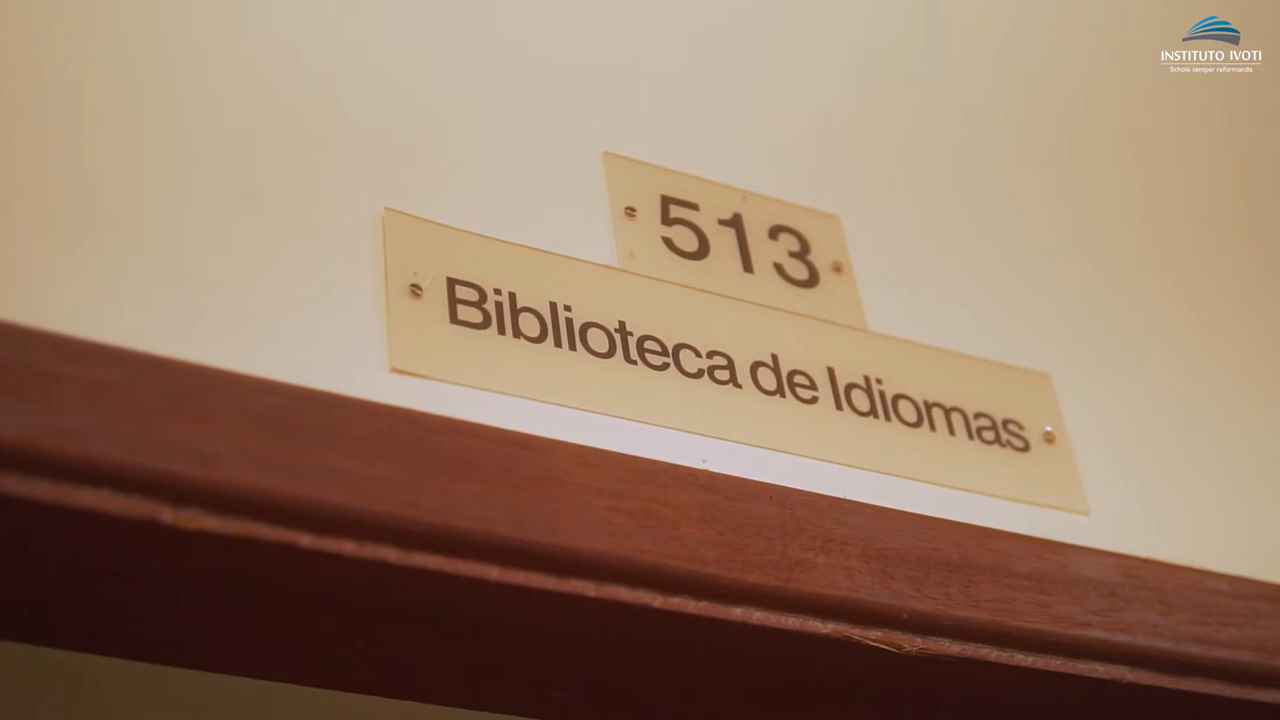 INSTITUTO IVOTI
Schola semper reformanda
513
Biblioteca de Idiomas